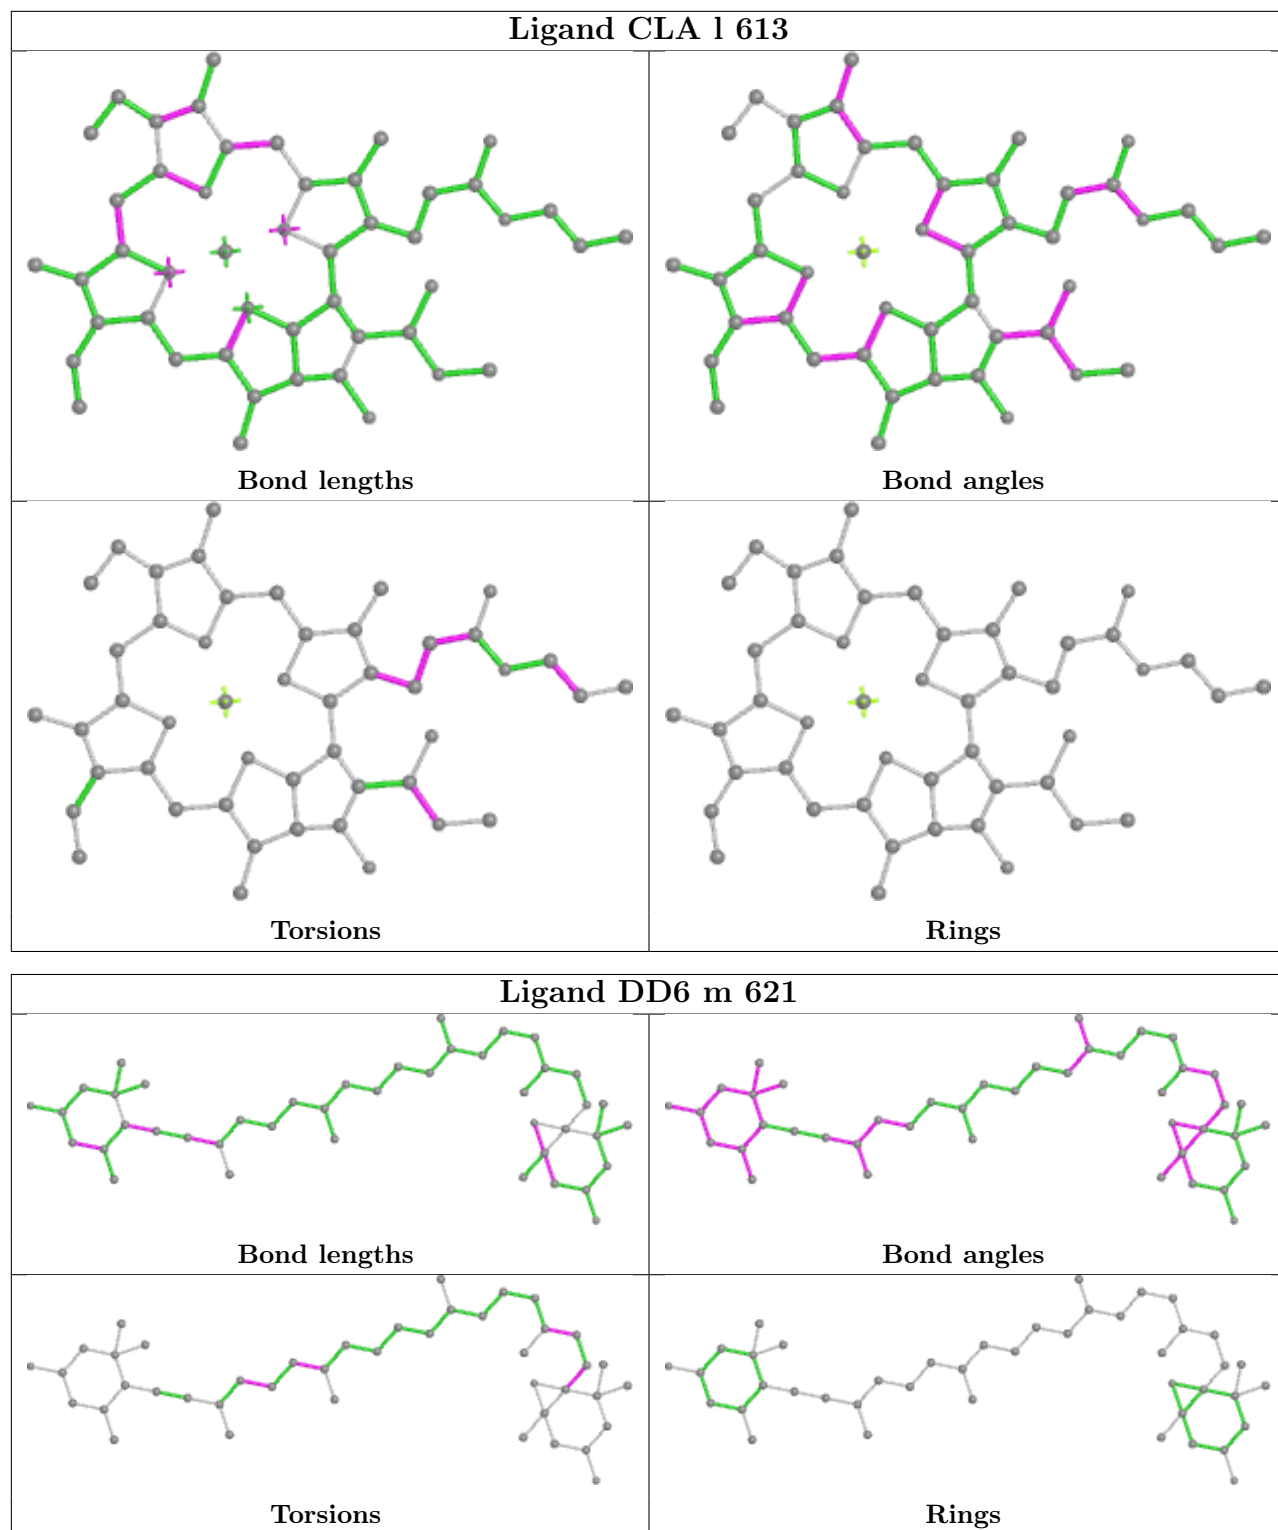 Ligand CLA l 613
Bond lengths
Bond angles
Torsions
Rings
Ligand DD6 m 621
Bond lengths
Bond angles
Torsions
Rings